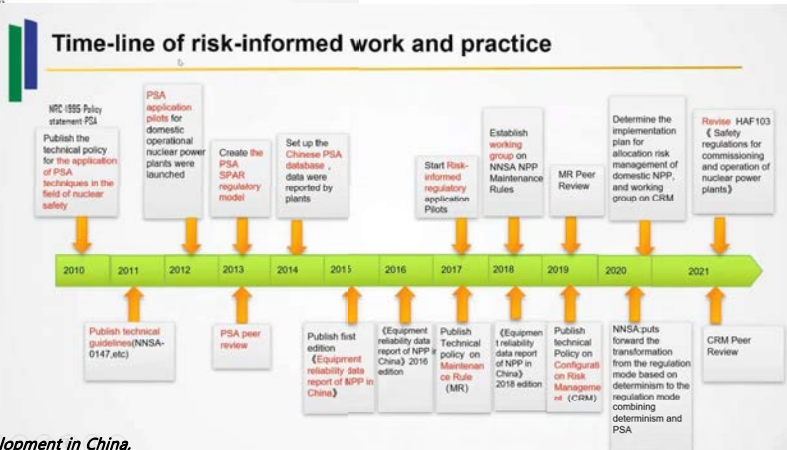 Time-line of risk-informed work and practice
NRC 1995 Policy
statement PSA
Publish the
technical policy
for the application
of PSA
techniques in the
field of nuclear
safety
PSA
application
pilots for
domestic
operational
nuclear power
plants were
launched
Create the
PSA
SPAR
regulatory
model
Set up the
Chinese PSA
database ,
data were
reported by
plants
Start Risk-
informed
regulatory
application
Pilots
Establish
working
group on
NNSA NPP
Maintenance
Rules
MR Peer
Review
Determine the
implementation
plan for
allocation risk
management of
domestic NPP,
and working
group on CRM
Revise HAF103
《 Safety
regulations for
commissioning
and operation of
nuclear power
plants》
2010 2011 2012 2013 2014 2015 2016 2017 2018 2019 2020 2021
Publish technical
guidelines(NNSA-
0147,etc)
PSA peer
review
Publish first
edition
《Equipment
reliability data
report of NPP in
China》
《Equipment
reliability data
report of NPP in
China》 2016
edition
Publish
Technical
policy on
Maintenan
ce Rule
(MR)
《Equipmen
t reliability
data report
of NPP in
China》
2018 edition
Publish
technical
Policy on
Configurati
on Risk
Manageme
nt (CRM)
NNSA:puts
forward the
transformation
from the regulation
mode based on
determinism to the
regulation mode
combining
determinism and
PSA
CRM Peer
Review
lopment in China.